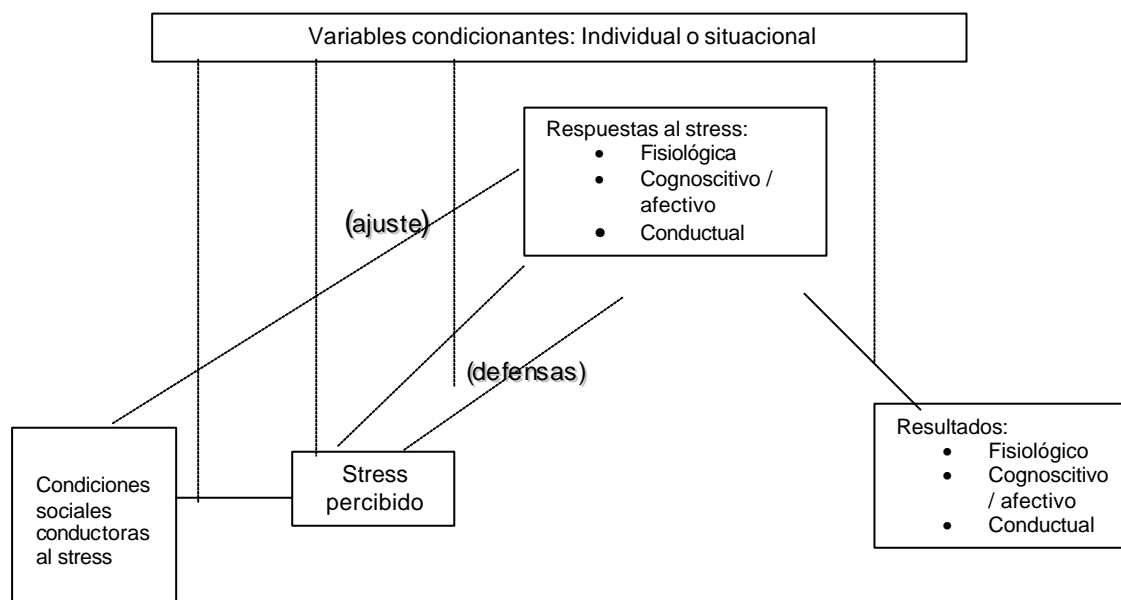 Variables condicionantes: Individual o situacional
Respuestas al stress:
• Fisiológica
• Cognoscitivo /
afectivo
• Conductual
(ajuste)
(defensas)
Condiciones
sociales
conductoras
al stress
Stress
percibido
Resultados:
• Fisiológico
• Cognoscitivo
/ afectivo
• Conductual